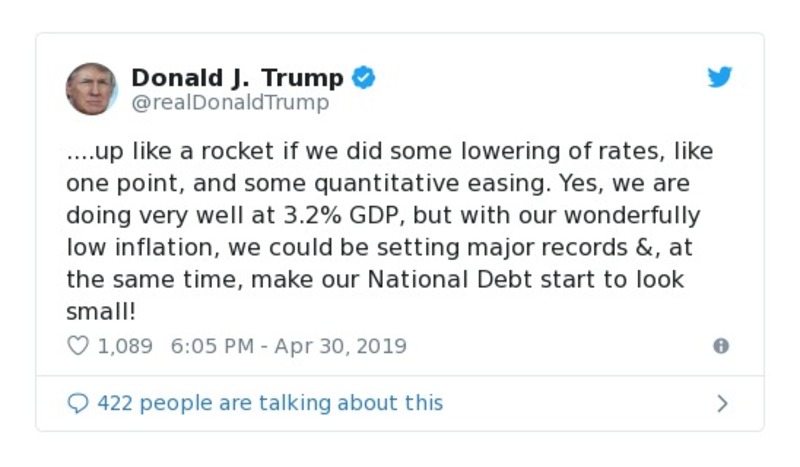 Donald J. Trump
@realDonaldTrump
....up like a rocket if we did some lowering of rates, like
one point, and some quantitative easing. Yes, we are
doing very well at 3.2% GDP, but with our wonderfully
low inflation, we could be setting major records &, at
the same time, make our National Debt start to look
small!
1,089 6:05 PM - Apr 30, 2019
422 people are talking about this